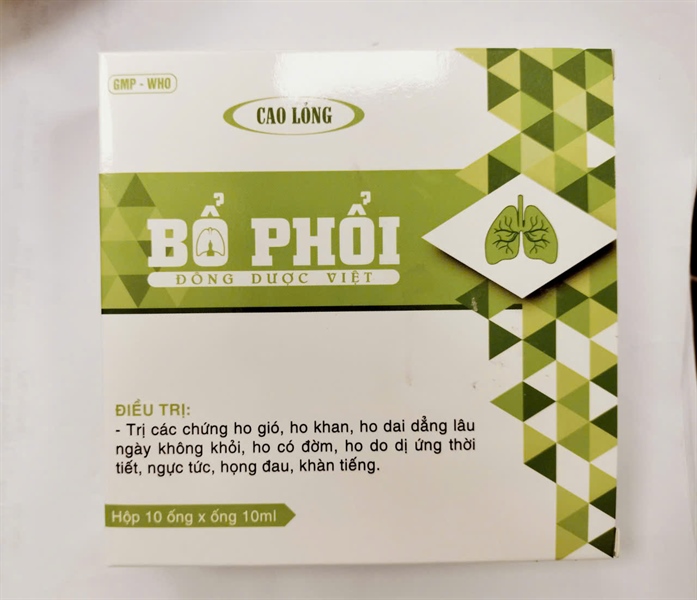 GMP - WHO
CAO LỎNG
BỔ PHỔI
ĐÔNG DƯỢC VIỆT
ĐIỀU TRỊ:
- Trị các chứng ho gió, ho khan, ho dai dẳng lâu
ngày không khỏi, ho có đờm, ho do dị ứng thời
tiết, ngực tức, họng đau, khàn tiếng.
Hộp 10 ống x ống 10ml